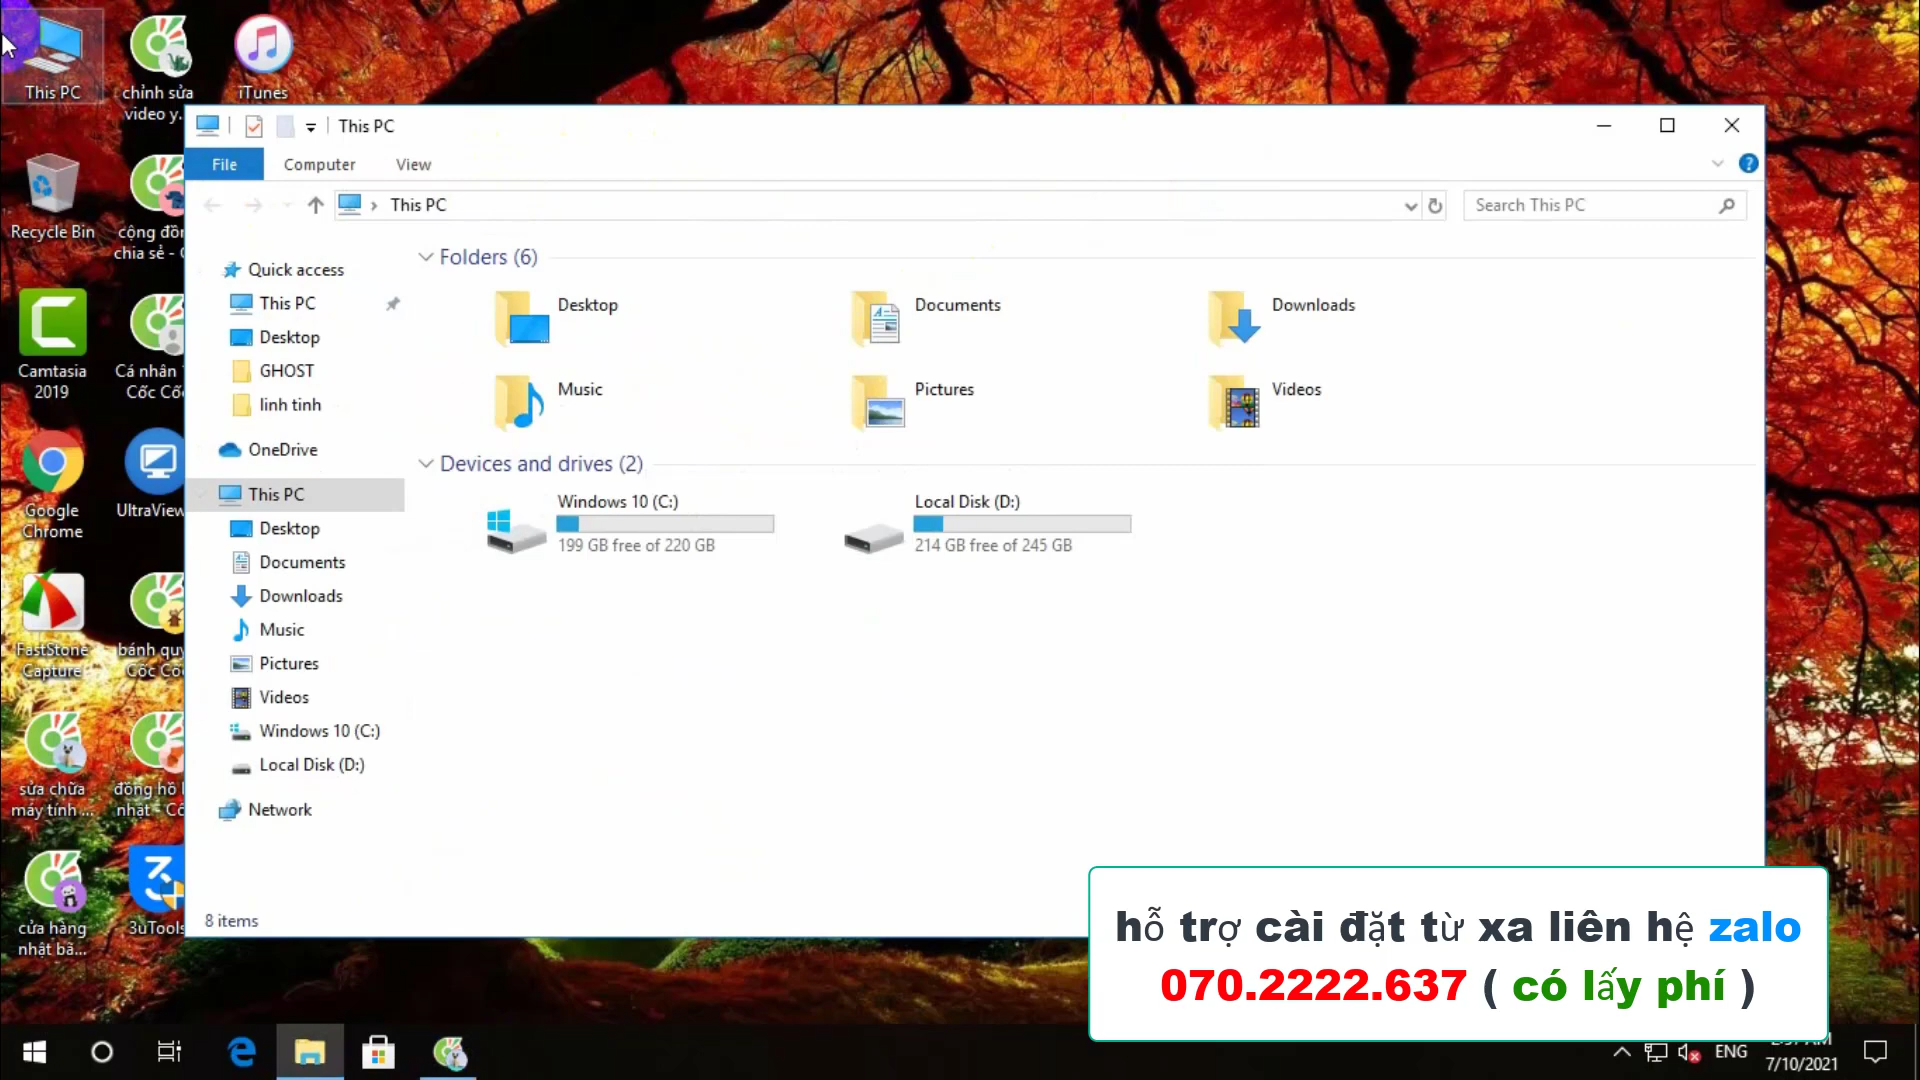 This PC
chỉnh sửa
video y...
iTunes
Recycle Bin
cộng đồn
chia sẻ -
Camtasia
2019
Cá nhân
Cốc Cốc
Google
Chrome
UltraView
FastStone
Capture
bánh quy
Cốc Cốc
sửa chữa
máy tính ...
đồng hồ
nhật - Cố
cửa hàng
nhật bã...
3uTools
This PC
File
Computer
View
This PC
Search This PC
Quick access
This PC
Desktop
GHOST
linh tinh
OneDrive
This PC
Desktop
Documents
Downloads
Music
Pictures
Videos
Windows 10 (C:)
Local Disk (D:)
Network
Folders (6)
Desktop
Documents
Downloads
Music
Pictures
Videos
Devices and drives (2)
Windows 10 (C:)
199 GB free of 220 GB
Local Disk (D:)
214 GB free of 245 GB
8 items
hỗ trợ cài đặt từ xa liên hệ zalo
070.2222.637 ( có lấy phí )
ENG
7/10/2021